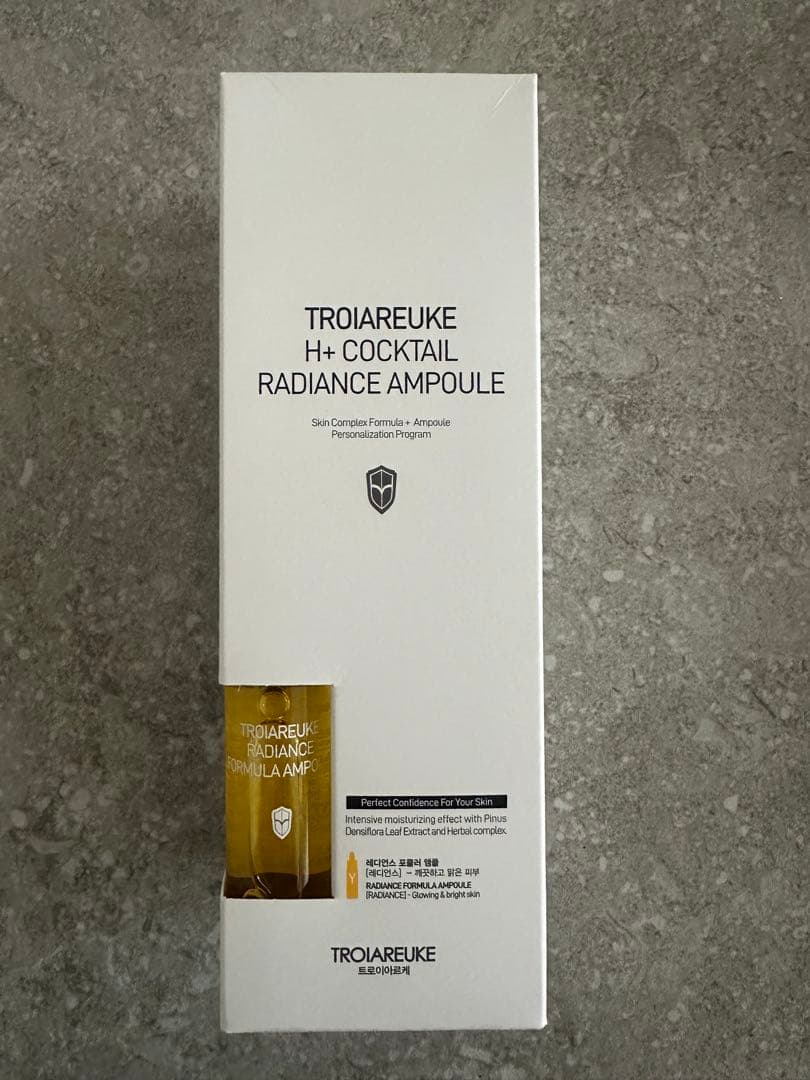 TROIAREUKE
H+ COCKTAIL
RADIANCE AMPOULE
Skin Complex Formula + Ampoule
Personalization Program
TROIAREUKE
RADIANCE
FORMULA AMPO
Perfect Confidence For Your Skin
Intensive moisturizing effect with Pinus
Densiflora Leaf Extract and Herbal complex.
Y
레디언스 포뮬러 앰플
[레디언스] - 깨끗하고 맑은 피부
RADIANCE FORMULA AMPOULE
[RADIANCE] - Glowing & bright skin
TROIAREUKE
트로이아르케